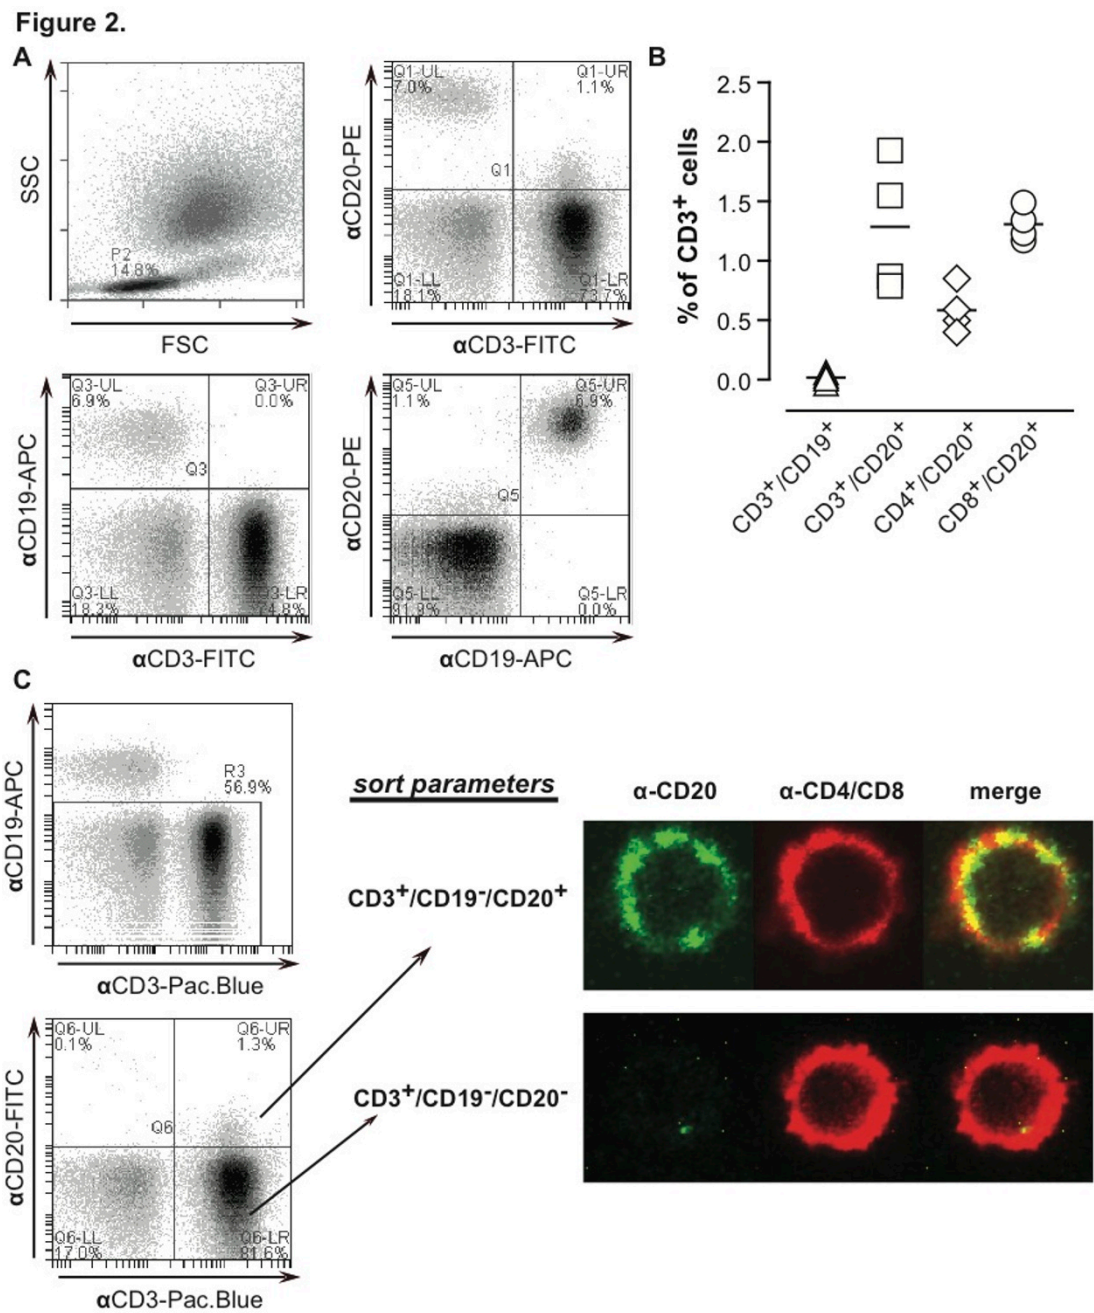 Figure 2.
A
SSC
P2
14.8%
FSC
αCD20-PE
Q1-UL
7.0%
Q1-UR
1.1%
Q1
Q1-LL
18.1%
Q1-LR
73.7%
αCD3-FITC
B
% of CD3+ cells
2.5
2.0
1.5
1.0
0.5
0.0
CD3+/CD19+
CD3+/CD20+
CD4+/CD20+
CD8+/CD20+
αCD19-APC
Q3-UL
6.9%
Q3-UR
0.0%
Q3
Q3-LL
18.3%
Q3-LR
74.8%
αCD3-FITC
αCD20-PE
Q5-UL
1.1%
Q5-UR
6.9%
Q5
Q5-LL
91.9%
Q5-LR
0.0%
αCD19-APC
C
αCD19-APC
R3
56.9%
αCD3-Pac.Blue
αCD20-FITC
Q6-UL
0.1%
Q6-UR
1.3%
Q6
Q6-LL
17.0%
Q6-LR
81.6%
αCD3-Pac.Blue
sort parameters
CD3+/CD19-/CD20+
CD3+/CD19-/CD20-
α-CD20
α-CD4/CD8
merge